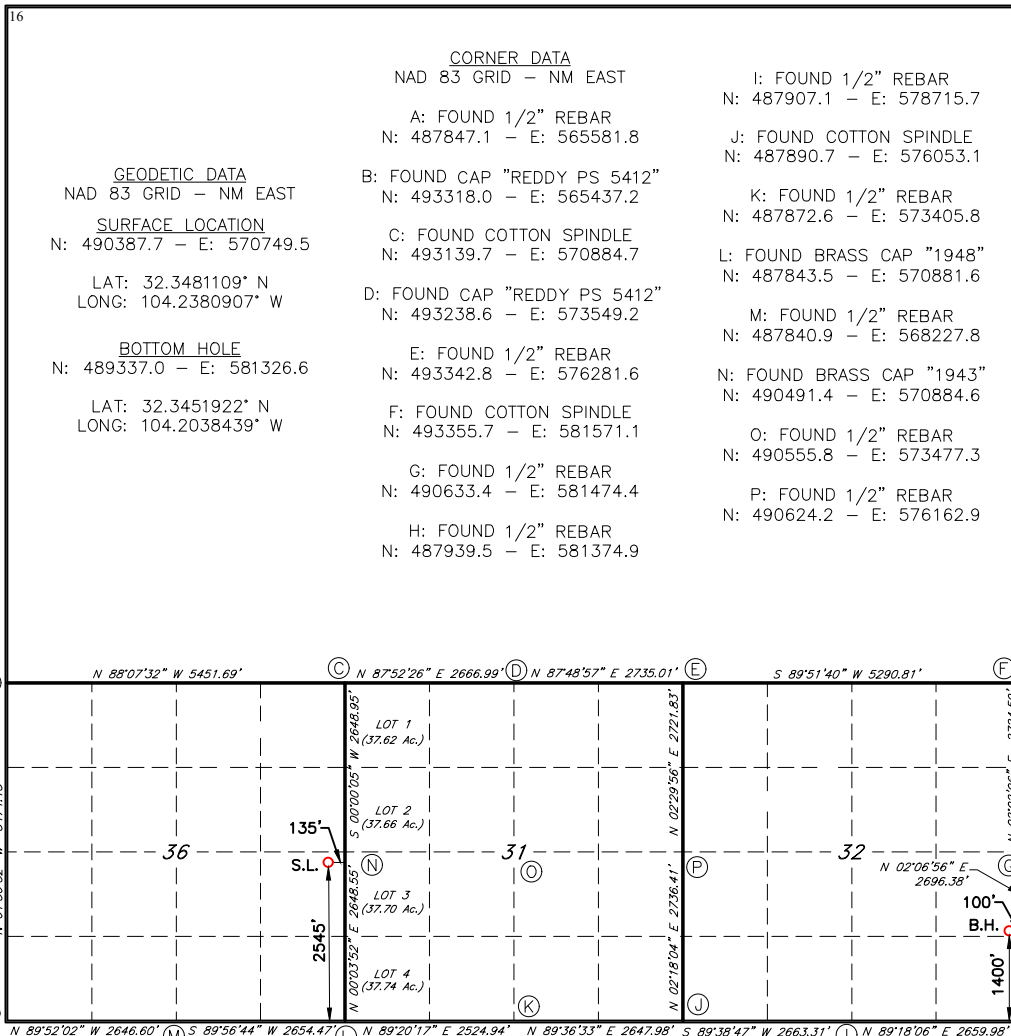 16
GEODETIC DATA
NAD 83 GRID – NM EAST
SURFACE LOCATION
N: 490387.7 – E: 570749.5
LAT: 32.3481109° N
LONG: 104.2380907° W
BOTTOM HOLE
N: 489337.0 – E: 581326.6
LAT: 32.3451922° N
LONG: 104.2038439° W
CORNER DATA
NAD 83 GRID – NM EAST
A: FOUND 1/2" REBAR
N: 487847.1 – E: 565581.8
B: FOUND CAP "REDDY PS 5412"
N: 493318.0 – E: 565437.2
C: FOUND COTTON SPINDLE
N: 493139.7 – E: 570884.7
D: FOUND CAP "REDDY PS 5412"
N: 493238.6 – E: 573549.2
E: FOUND 1/2" REBAR
N: 493342.8 – E: 576281.6
F: FOUND COTTON SPINDLE
N: 493355.7 – E: 581571.1
G: FOUND 1/2" REBAR
N: 490633.4 – E: 581474.4
H: FOUND 1/2" REBAR
N: 487939.5 – E: 581374.9
I: FOUND 1/2" REBAR
N: 487907.1 – E: 578715.7
J: FOUND COTTON SPINDLE
N: 487890.7 – E: 576053.1
K: FOUND 1/2" REBAR
N: 487872.6 – E: 573405.8
L: FOUND BRASS CAP "1948"
N: 487843.5 – E: 570881.6
M: FOUND 1/2" REBAR
N: 487840.9 – E: 568227.8
N: FOUND BRASS CAP "1943"
N: 490491.4 – E: 570884.6
O: FOUND 1/2" REBAR
N: 490555.8 – E: 573477.3
P: FOUND 1/2" REBAR
N: 490624.2 – E: 576162.9
N 88°07'32" W 5451.69'
C
N 87°52'26" E 2666.99'
D
N 87°48'57" E 2735.01'
E
S 89°51'40" W 5290.81'
F
S 00°00'05" W 2648.95'
LOT 1
(37.62 Ac.)
N 02°29'56" E 2721.83'
LOT 2
(37.66 Ac.)
135'
36
31
32
S.L.
N
O
P
G
N 02°06'56" E
2696.38'
N 00°03'52" E 2648.55'
LOT 3
(37.70 Ac.)
N 02°18'04" E 2736.41'
100'
B.H.
2545'
1400'
LOT 4
(37.74 Ac.)
K
J
N 89°52'02" W 2646.60'
M
S 89°56'44" W 2654.47'
L
N 89°20'17" E 2524.94'
N 89°36'33" E 2647.98'
S 89°38'47" W 2663.31'
I
N 89°18'06" E 2659.98'